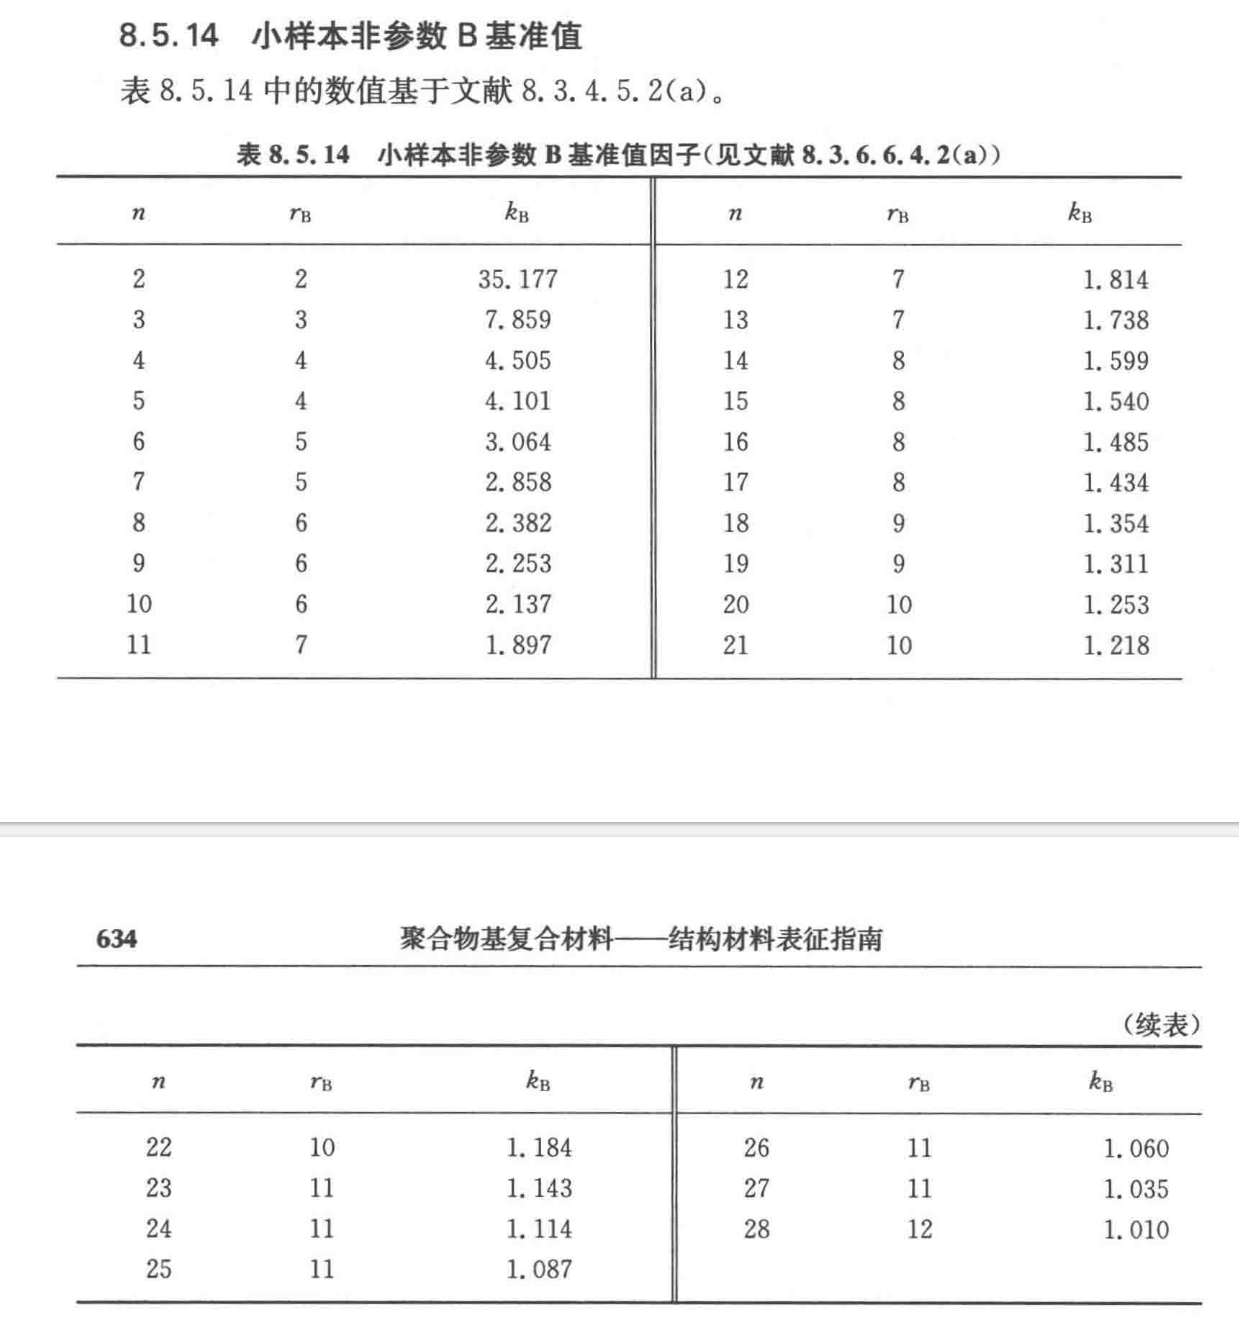 8.5.14 小样本非参数 B 基准值
表 8.5.14 中的数值基于文献 8.3.4.5.2(a)。
表 8.5.14 小样本非参数 B 基准值因子(见文献 8.3.6.6.4.2(a))
n rB kB n rB kB
2 2 35.177 12 7 1.814
3 3 7.859 13 7 1.738
4 4 4.505 14 8 1.599
5 4 4.101 15 8 1.540
6 5 3.064 16 8 1.485
7 5 2.858 17 8 1.434
8 6 2.382 18 9 1.354
9 6 2.253 19 9 1.311
10 6 2.137 20 10 1.253
11 7 1.897 21 10 1.218
634 聚合物基复合材料——结构材料表征指南
(续表)
n rB kB n rB kB
22 10 1.184 26 11 1.060
23 11 1.143 27 11 1.035
24 11 1.114 28 12 1.010
25 11 1.087